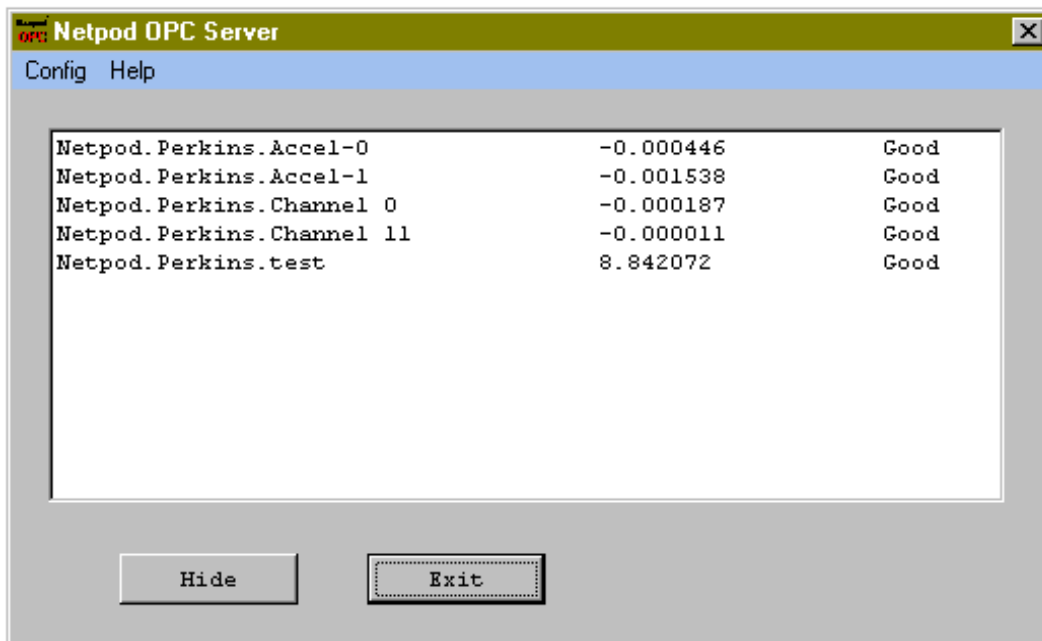 Netpod OPC Server
Config Help
Netpod.Perkins.Accel-0 -0.000446 Good
Netpod.Perkins.Accel-1 -0.001538 Good
Netpod.Perkins.Channel 0 -0.000187 Good
Netpod.Perkins.Channel 11 -0.000011 Good
Netpod.Perkins.test 8.842072 Good
Hide Exit